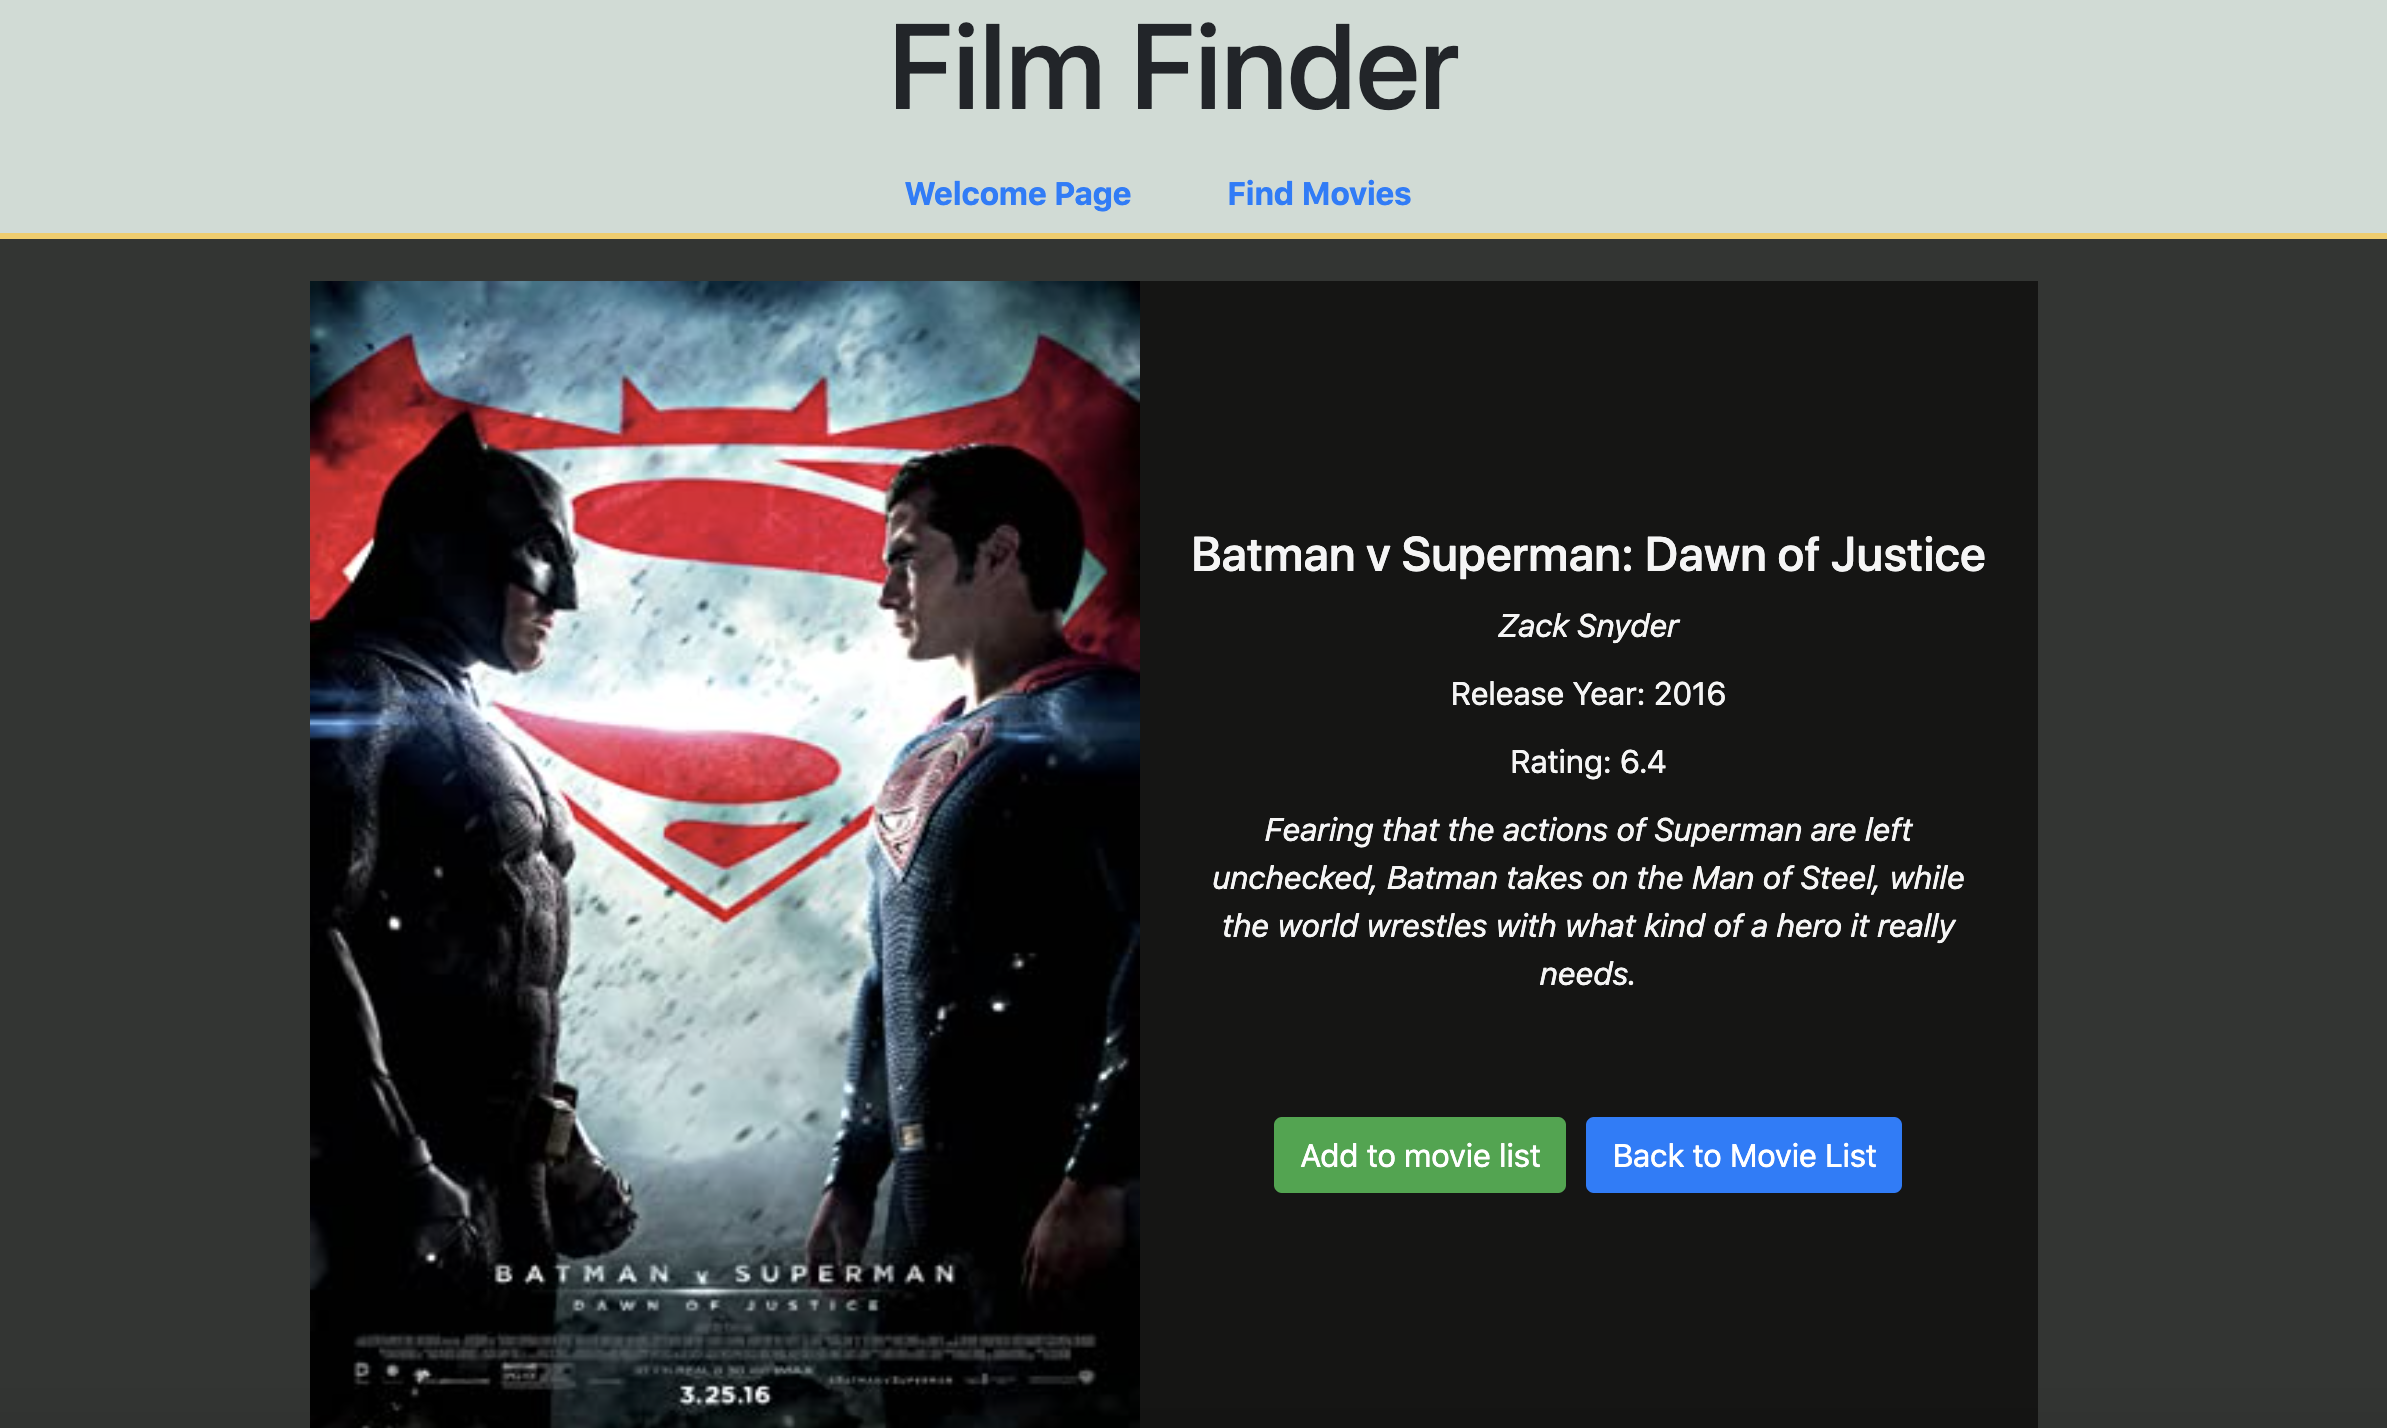 Film Finder
Welcome Page
Find Movies
Batman v Superman: Dawn of Justice
Zack Snyder
Release Year: 2016
Rating: 6.4
Fearing that the actions of Superman are left
unchecked, Batman takes on the Man of Steel, while
the world wrestles with what kind of a hero it really
needs.
Add to movie list
Back to Movie List
BATMAN v SUPERMAN
DAWN OF JUSTICE
3.25.16